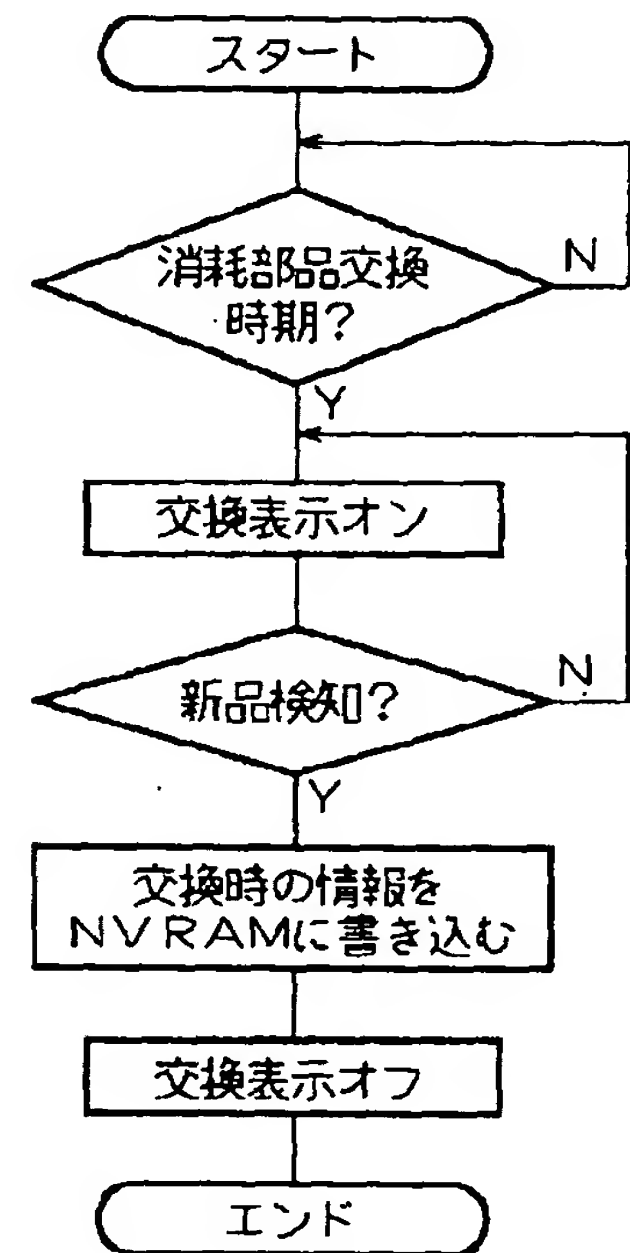 スタート
消耗部品交換
時期?
N
Y
交換表示オン
新品検知?
N
Y
交換時の情報を
NVRAMに書き込む
交換表示オフ
エンド